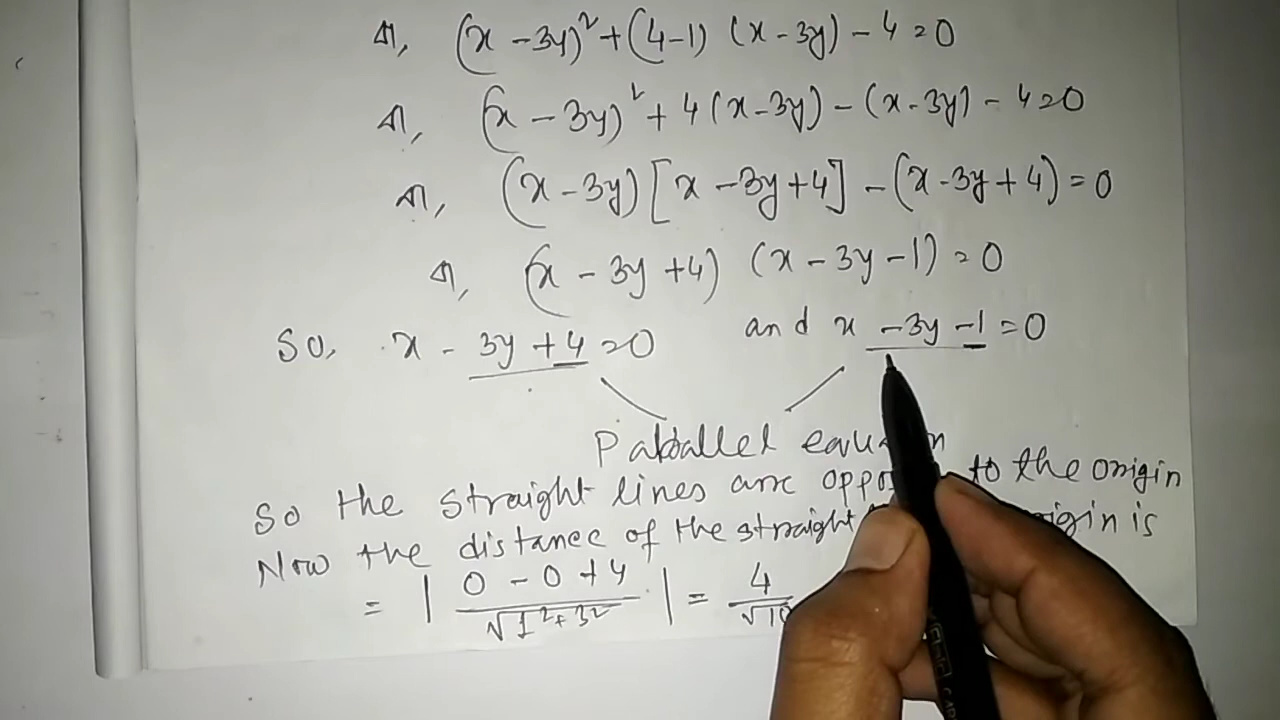 বা, (x - 3y)² + (4-1) (x - 3y) - 4 = 0
বা, (x - 3y)² + 4(x-3y) - (x-3y) - 4=0
বা, (x - 3y) [x - 3y+4] - (x-3y+4) = 0
বা, (x - 3y +4) (x - 3y -1) = 0
So, x - 3y +4 =0 and x -3y -1 =0
Parallel
So the straight lines are to the origin
Now the distance of the straight is
= | 0 - 0 + 4 / √1²+3² | = 4 / √10